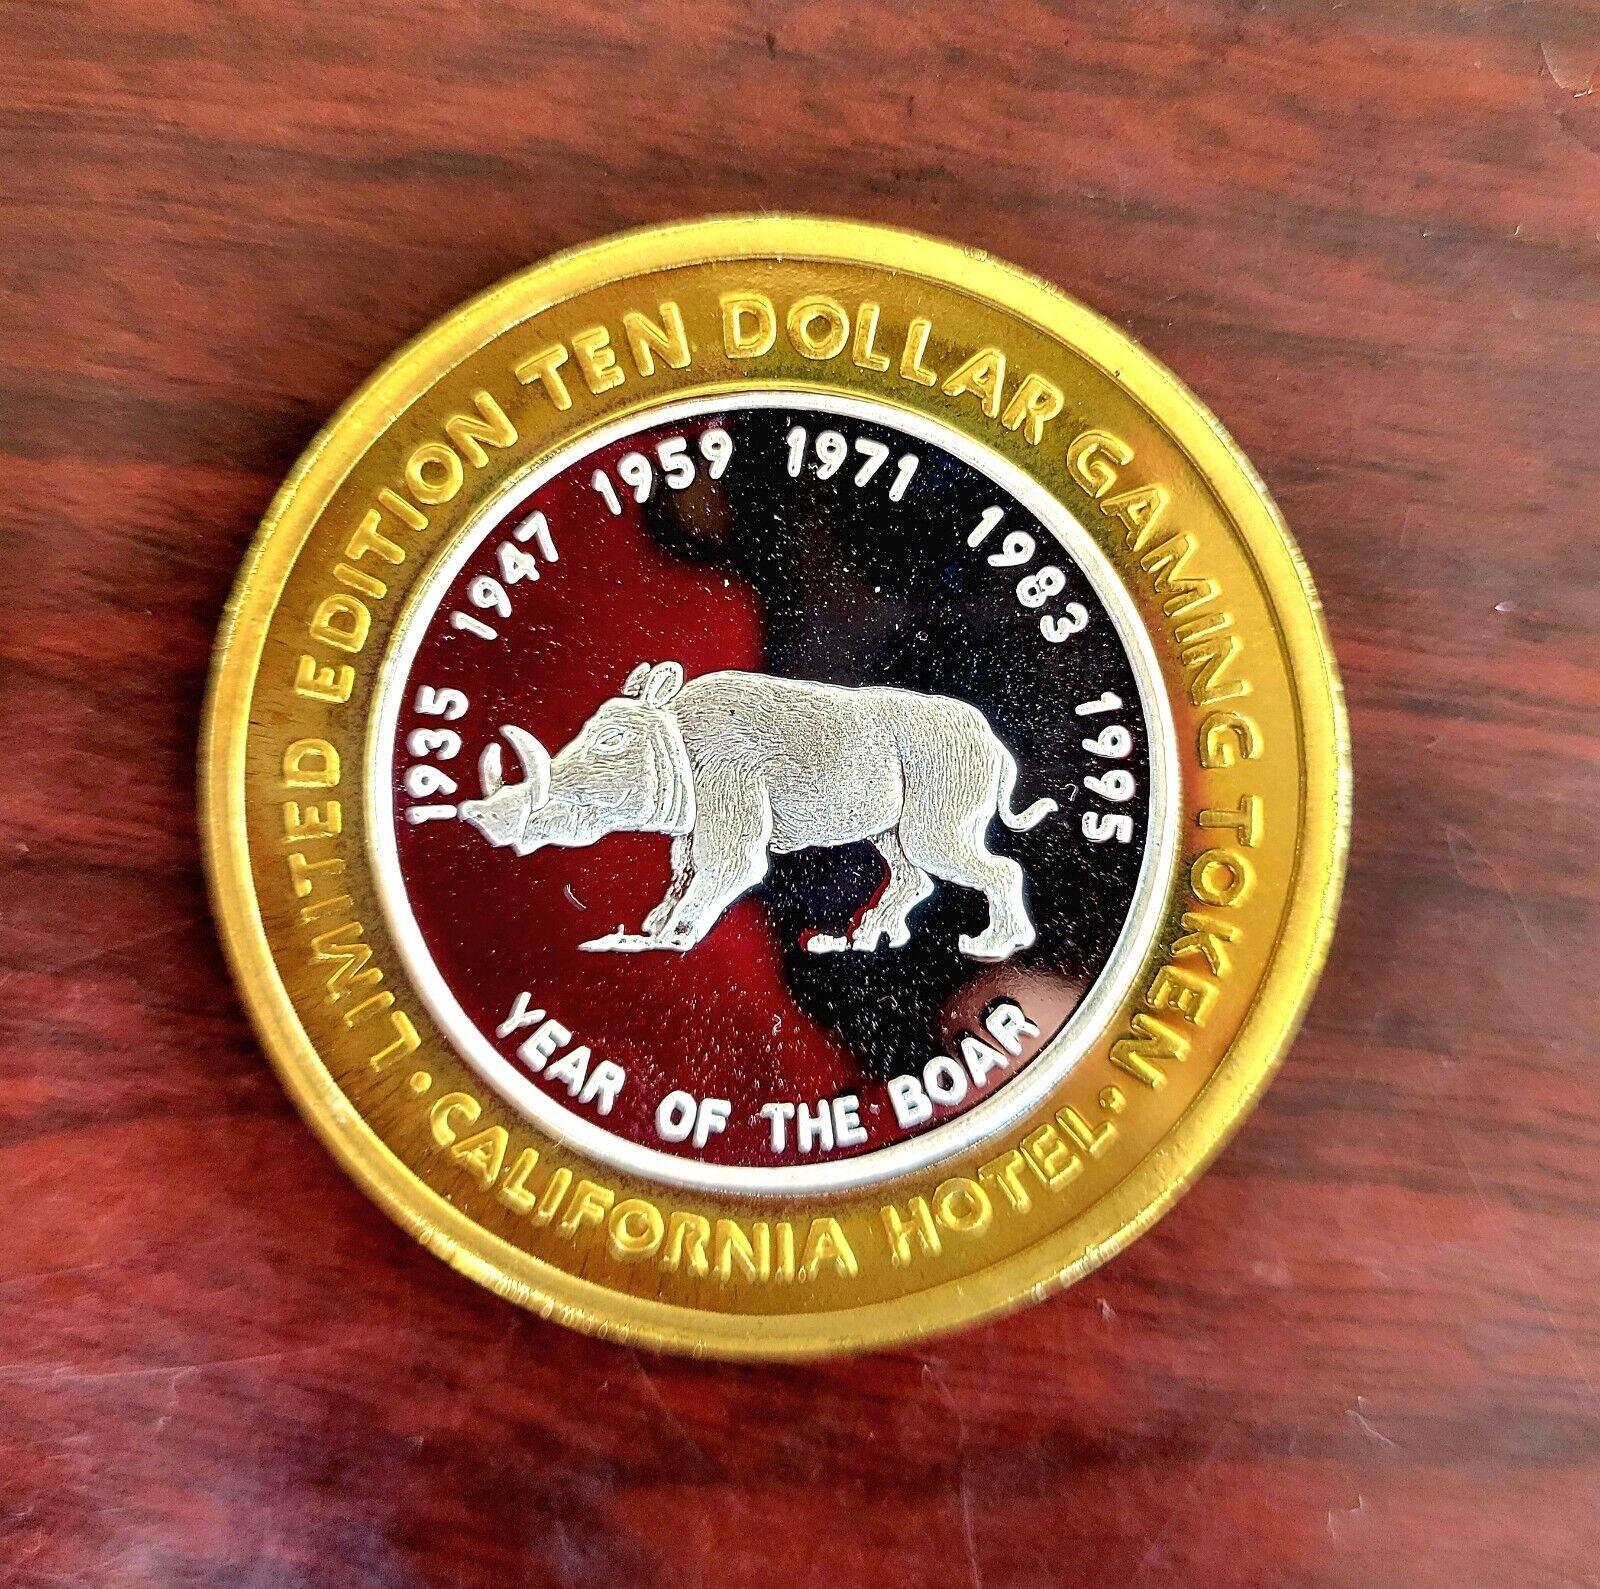 LIMITED EDITION TEN DOLLAR GAMING TOKEN
• CALIFORNIA HOTEL •
1935 1947 1959 1971 1983 1995
YEAR OF THE BOAR